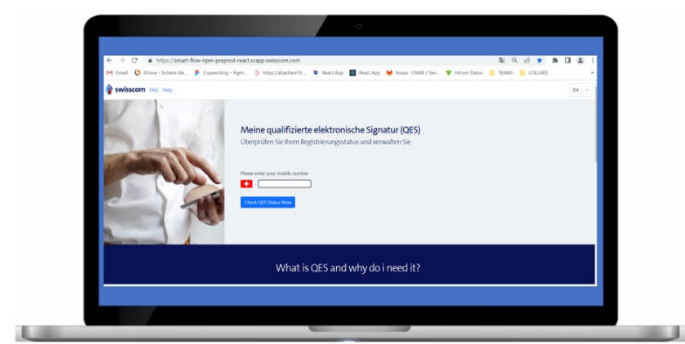 https://smart-flow-npm-preprod-react.scapp.swisscom.com
Gmail
React App
React App
TEAMS
COLLABS
swisscom FAQ Help
EN
Meine qualifizierte elektronische Signatur (QES)
Überprüfen Sie Ihren Registrierungsstatus und verwalten Sie
Please enter your mobile number
Check QES Status Now
What is QES and why do i need it?